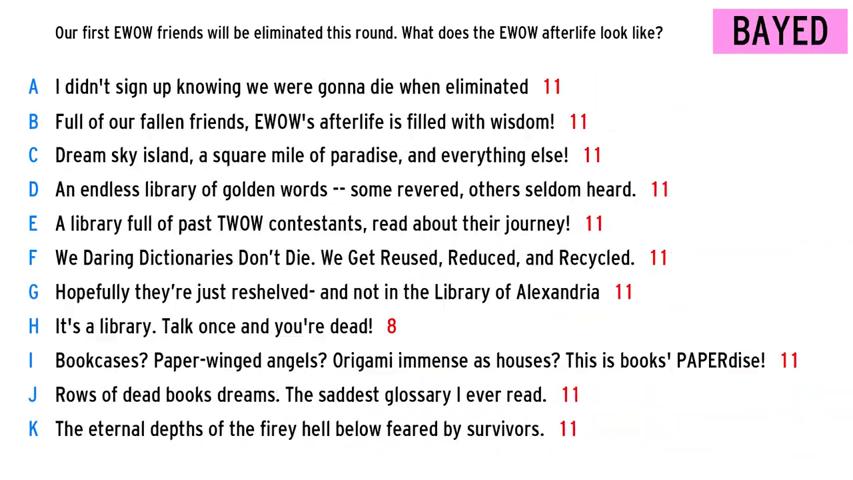 Our first EWOW friends will be eliminated this round. What does the EWOW afterlife look like?
BAYED
A I didn't sign up knowing we were gonna die when eliminated 11
B Full of our fallen friends, EWOW's afterlife is filled with wisdom! 11
C Dream sky island, a square mile of paradise, and everything else! 11
D An endless library of golden words -- some revered, others seldom heard. 11
E A library full of past TWOW contestants, read about their journey! 11
F We Daring Dictionaries Don’t Die. We Get Reused, Reduced, and Recycled. 11
G Hopefully they’re just reshelved- and not in the Library of Alexandria 11
H It's a library. Talk once and you're dead! 8
I Bookcases? Paper-winged angels? Origami immense as houses? This is books' PAPERdise! 11
J Rows of dead books dreams. The saddest glossary I ever read. 11
K The eternal depths of the firey hell below feared by survivors. 11